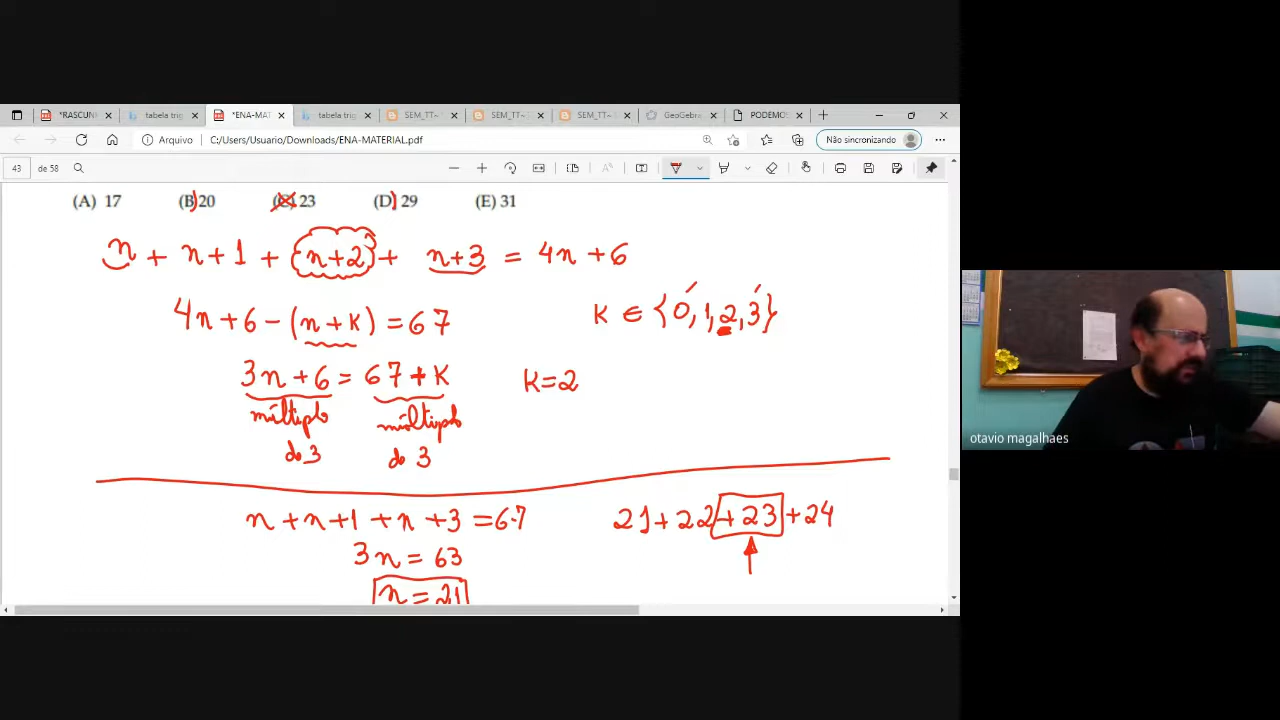 *RASCUN tabela trig *ENA-MAT tabela trig SEM_TT~ SEM_TT~ SEM_TT~ GeoGebra PODEMOS
Arquivo C:/Users/Usuario/Downloads/ENA-MATERIAL.pdf Não sincronizando
43 de 58
(A) 17 (B) 20 (C) 23 (D) 29 (E) 31
n + n+1 + n+2 + n+3 = 4n+6
4n+6-(n+k)=67 k ∈ {0,1,2,3}
3n+6 = 67+k k=2
múltiplo múltiplo
de 3 de 3
n+n+1+n+3=67 21+22+23+24
3n = 63
n = 21
otavio magalhaes